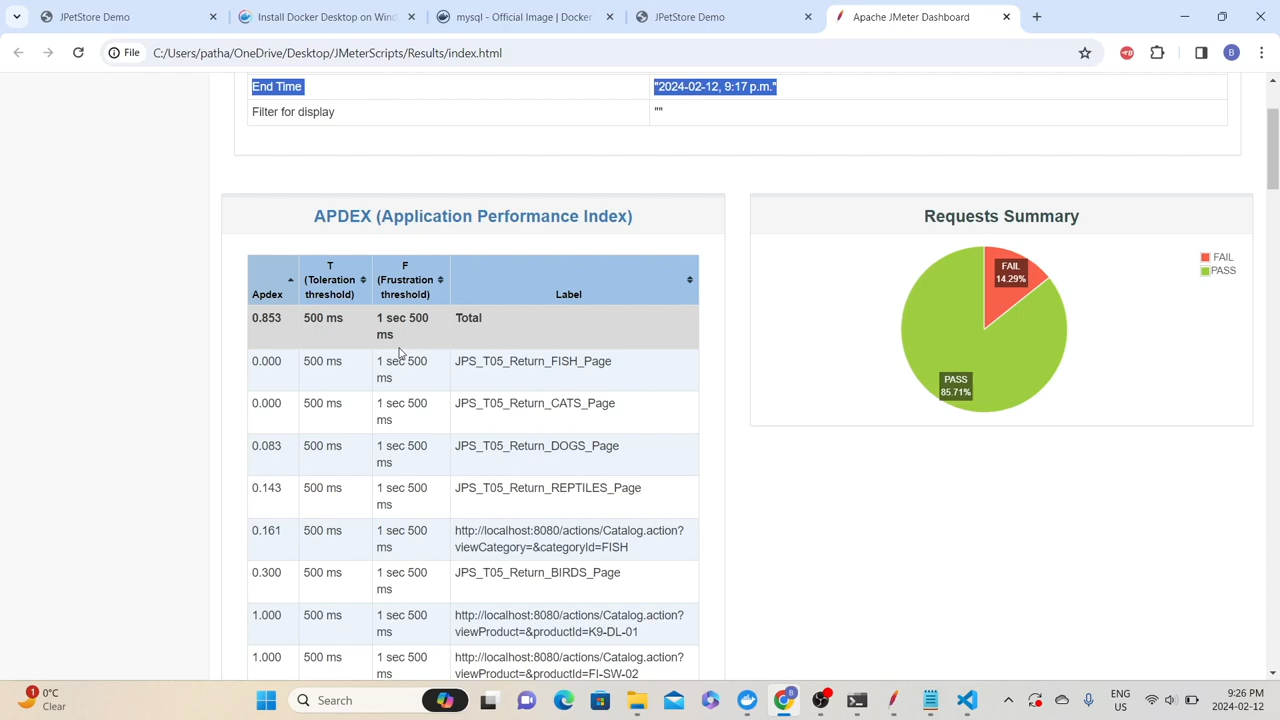 JPetStore Demo
Install Docker Desktop on Wind
mysql - Official Image | Docker
JPetStore Demo
Apache JMeter Dashboard
File
C:/Users/patha/OneDrive/Desktop/JMeterScripts/Results/index.html
B
End Time "2024-02-12, 9:17 p.m."
Filter for display ""
APDEX (Application Performance Index)
Apdex T (Toleration threshold) F (Frustration threshold) Label
0.853 500 ms 1 sec 500 ms Total
0.000 500 ms 1 sec 500 ms JPS_T05_Return_FISH_Page
0.000 500 ms 1 sec 500 ms JPS_T05_Return_CATS_Page
0.083 500 ms 1 sec 500 ms JPS_T05_Return_DOGS_Page
0.143 500 ms 1 sec 500 ms JPS_T05_Return_REPTILES_Page
0.161 500 ms 1 sec 500 ms http://localhost:8080/actions/Catalog.action?viewCategory=&categoryId=FISH
0.300 500 ms 1 sec 500 ms JPS_T05_Return_BIRDS_Page
1.000 500 ms 1 sec 500 ms http://localhost:8080/actions/Catalog.action?viewProduct=&productId=K9-DL-01
1.000 500 ms 1 sec 500 ms http://localhost:8080/actions/Catalog.action?viewProduct=&productId=FI-SW-02
Requests Summary
FAIL
14.29%
PASS
85.71%
FAIL
PASS
1
0°C
Clear
Search
B
ENG
US
9:26 PM
2024-02-12